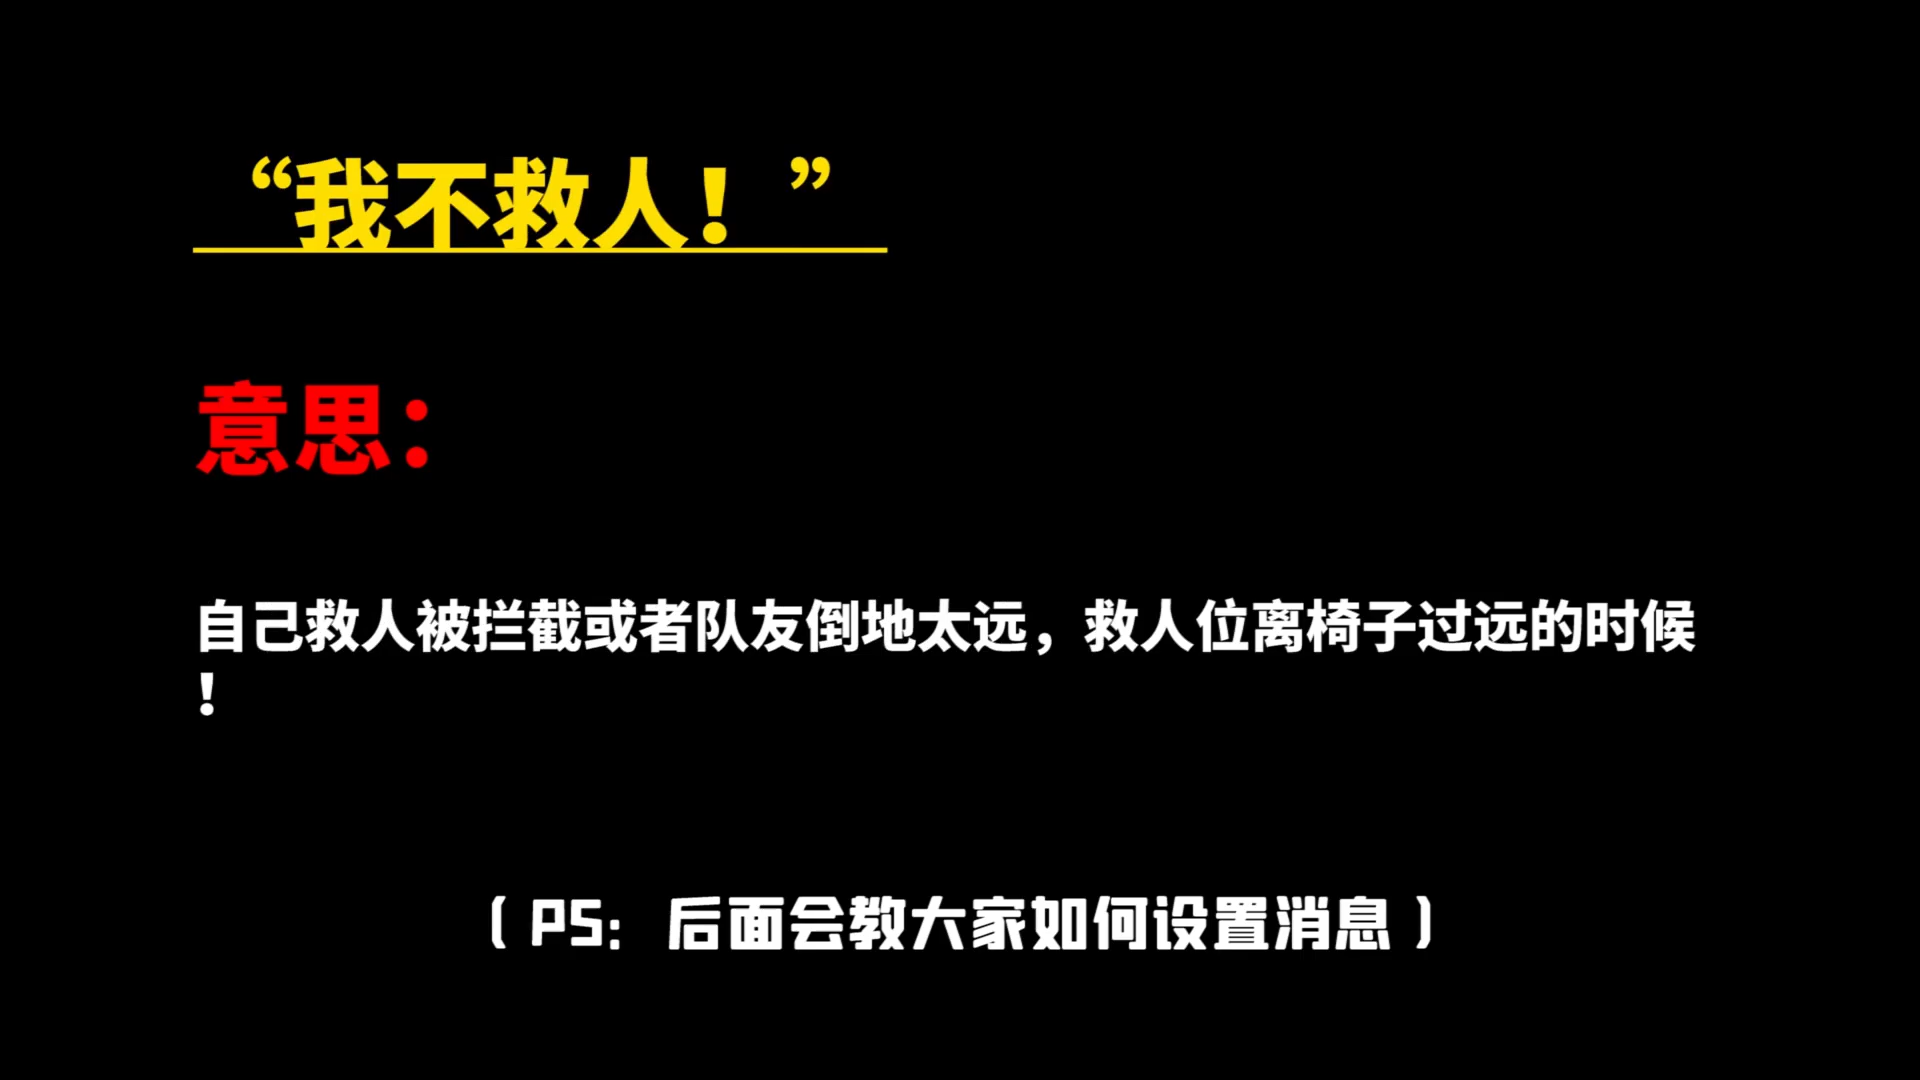 “我不救人！”
意思：
自己救人被拦截或者队友倒地太远，救人位离椅子过远的时候
！
（PS：后面会教大家如何设置消息）